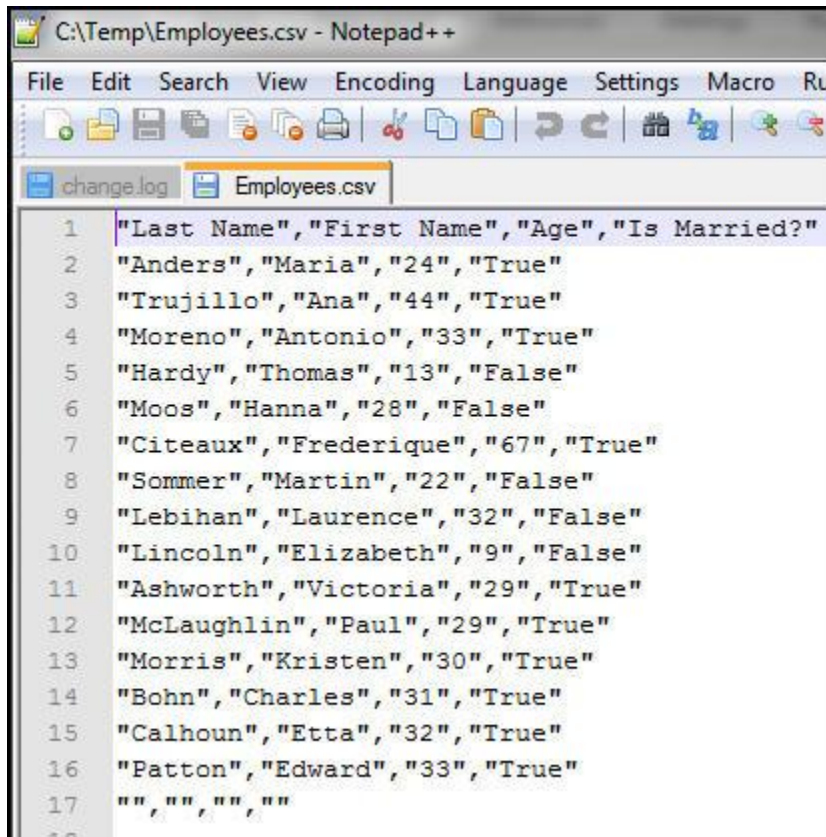 C:\Temp\Employees.csv - Notepad++
File Edit Search View Encoding Language Settings Macro
change.log Employees.csv
1 "Last Name","First Name","Age","Is Married?"
2 "Anders","Maria","24","True"
3 "Trujillo","Ana","44","True"
4 "Moreno","Antonio","33","True"
5 "Hardy","Thomas","13","False"
6 "Moos","Hanna","28","False"
7 "Citeaux","Frederique","67","True"
8 "Sommer","Martin","22","False"
9 "Lebihan","Laurence","32","False"
10 "Lincoln","Elizabeth","9","False"
11 "Ashworth","Victoria","29","True"
12 "McLaughlin","Paul","29","True"
13 "Morris","Kristen","30","True"
14 "Bohn","Charles","31","True"
15 "Calhoun","Etta","32","True"
16 "Patton","Edward","33","True"
17 "","","",""